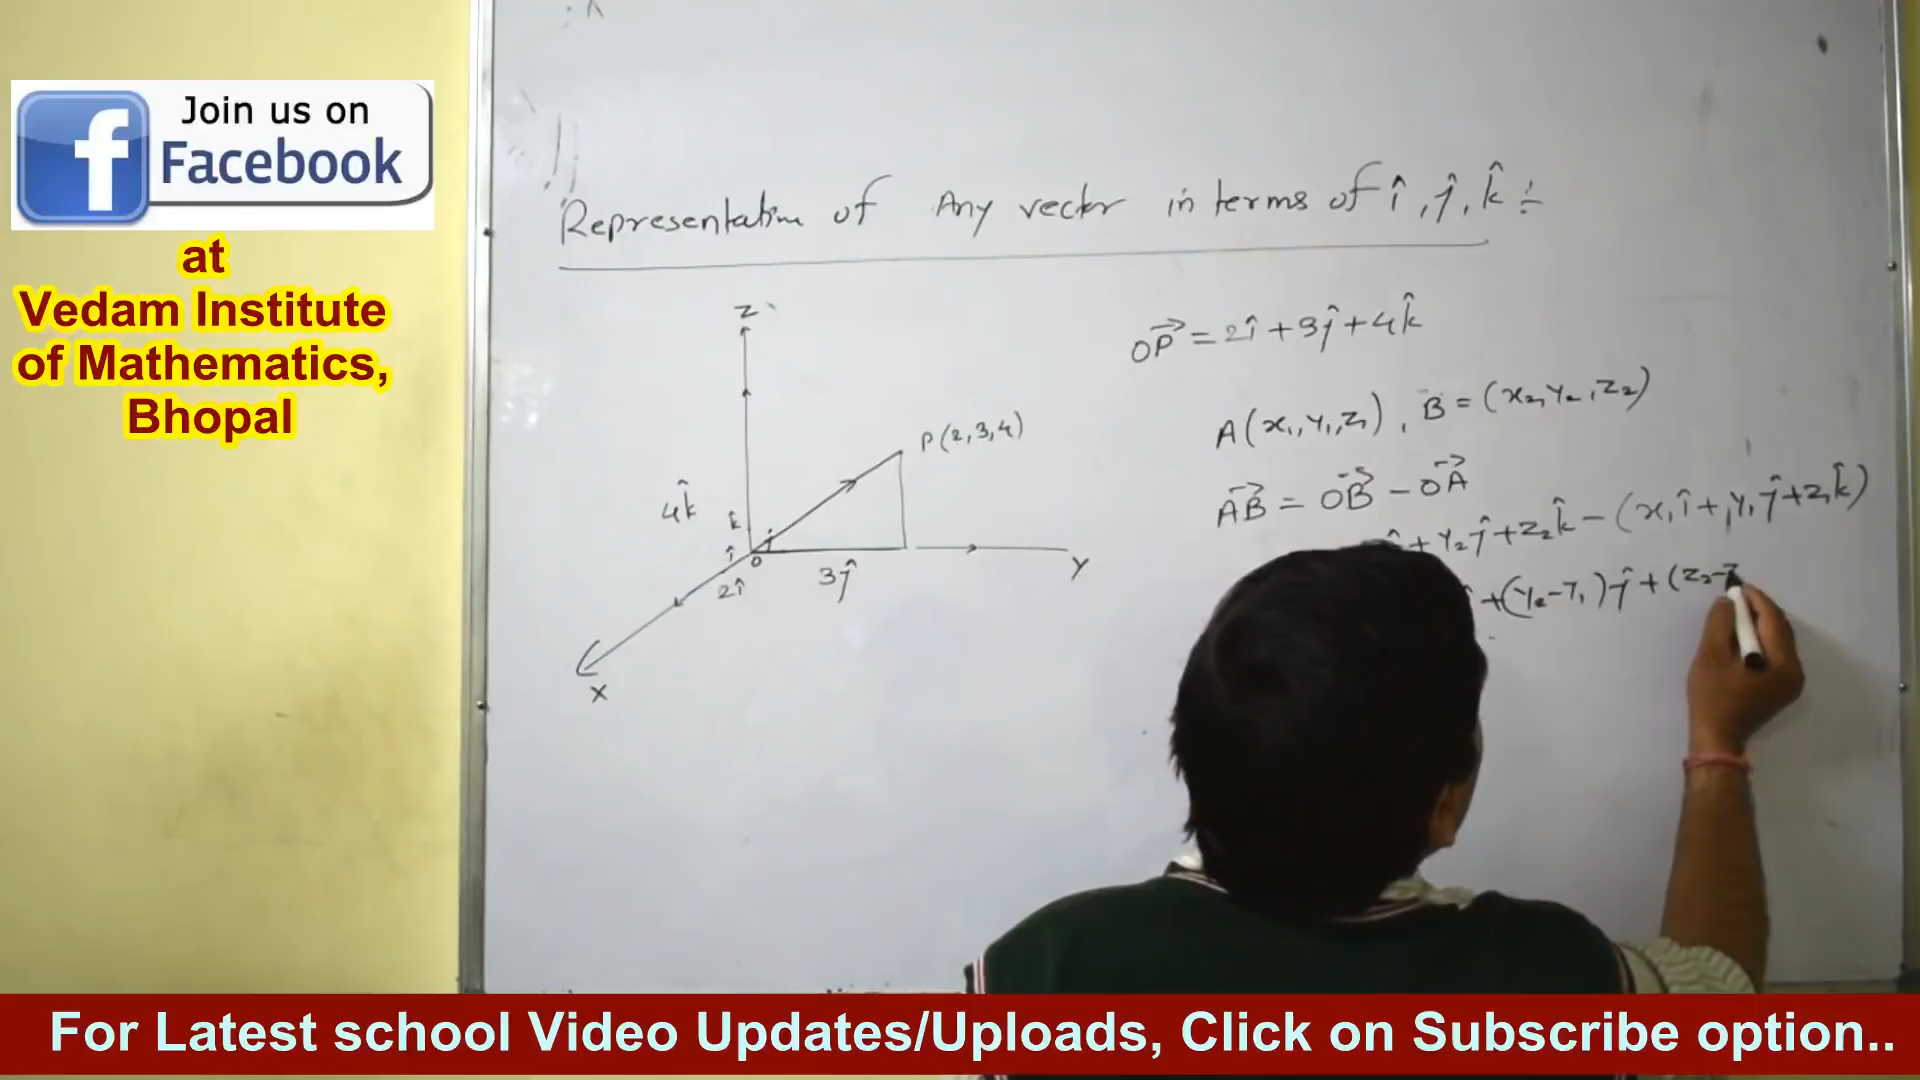 Join us on
Facebook
at
Vedam Institute
of Mathematics,
Bhopal
Representation of Any vector in terms of î, ĵ, k̂ ÷
Z
P(2,3,4)
4k̂
k̂
ĵ
î
O
2î
3ĵ
Y
X
OP⃗ = 2î + 3ĵ + 4k̂
A(x₁, y₁, z₁), B = (x₂, y₂, z₂)
AB⃗ = OB⃗ - OA⃗
+ y₂ĵ + z₂k̂ - (x₁î + y₁ĵ + z₁k̂)
+ (y₂ - y₁)ĵ + (z₂ - z
For Latest school Video Updates/Uploads, Click on Subscribe option..